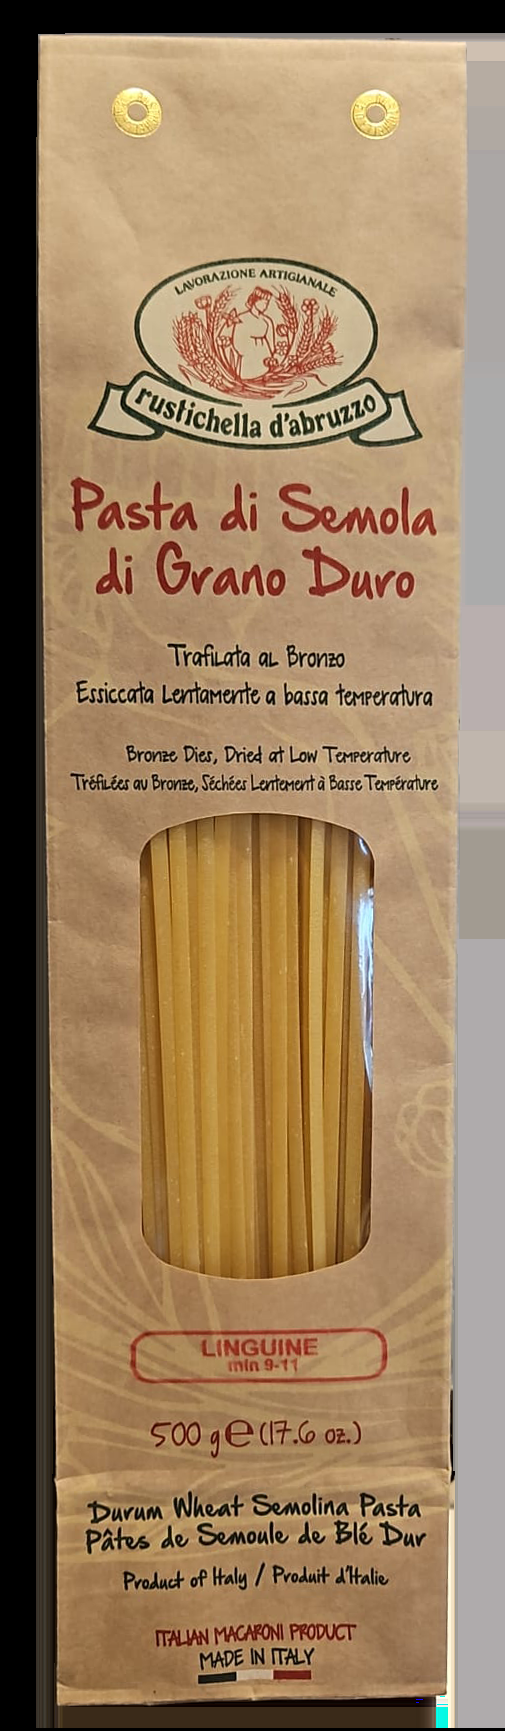 LAVORAZIONE ARTIGIANALE
rustichella d'abruzzo
Pasta di Semola
di Grano Duro
Trafilata al Bronzo
Essiccata Lentamente a bassa temperatura
Bronze Dies, Dried at Low Temperature
Tréfilées au Bronze, Séchées Lentement à Basse Température
LINGUINE
min 9-11
500 g ℮ (17.6 oz.)
Durum Wheat Semolina Pasta
Pâtes de Semoule de Blé Dur
Product of Italy / Produit d'Italie
ITALIAN MACARONI PRODUCT
MADE IN ITALY